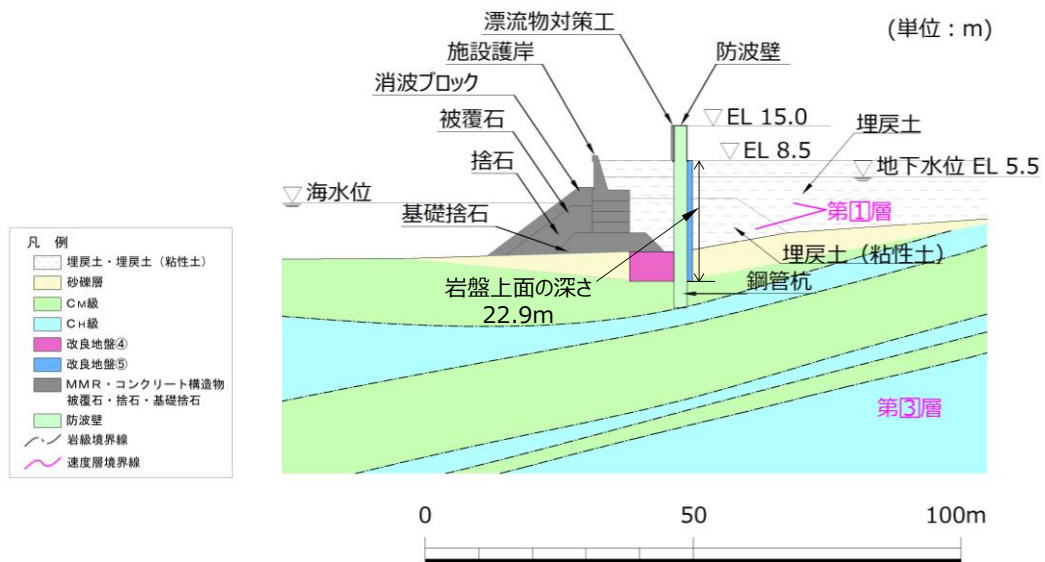 漂流物対策工
(単位：m)
施設護岸
防波壁
消波ブロック
EL 15.0
埋戻土
被覆石
EL 8.5
地下水位 EL 5.5
捨石
海水位
基礎捨石
第1層
埋戻土（粘性土）
岩盤上面の深さ
22.9m
鋼管杭
第3層
凡 例
埋戻土・埋戻土（粘性土）
砂礫層
CM級
CH級
改良地盤④
改良地盤⑤
MMR・コンクリート構造物
被覆石・捨石・基礎捨石
防波壁
岩級境界線
速度層境界線
0
50
100m